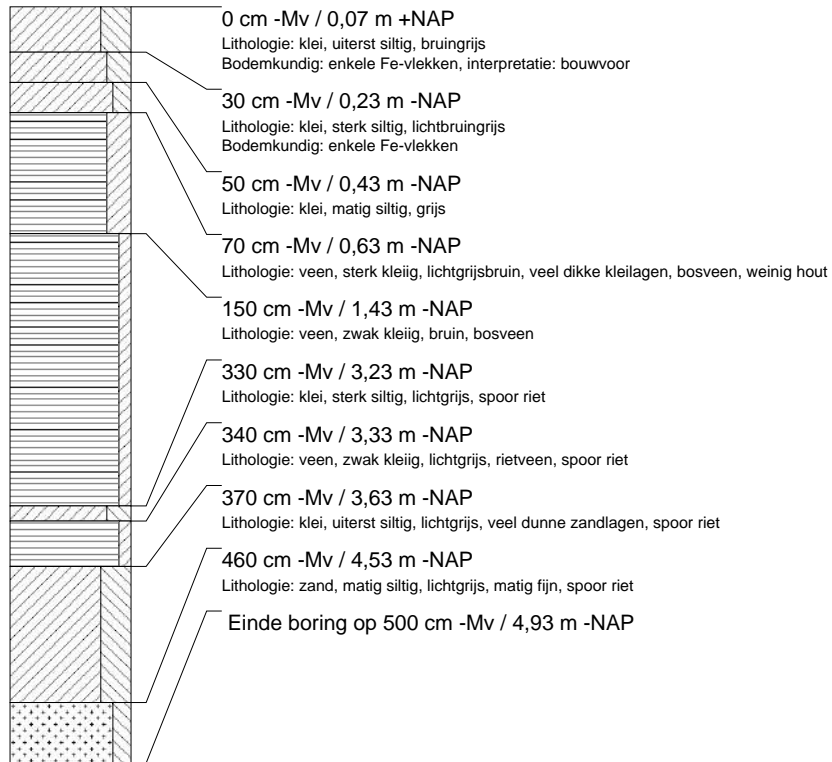 0 cm -Mv / 0,07 m +NAP
Lithologie: klei, uiterst siltig, bruingrijs
Bodemkundig: enkele Fe-vlekken, interpretatie: bouwvoor
30 cm -Mv / 0,23 m -NAP
Lithologie: klei, sterk siltig, lichtbruingrijs
Bodemkundig: enkele Fe-vlekken
50 cm -Mv / 0,43 m -NAP
Lithologie: klei, matig siltig, grijs
70 cm -Mv / 0,63 m -NAP
Lithologie: veen, sterk kleiig, lichtgrijsbruin, veel dikke kleilagen, bosveen, weinig hout
150 cm -Mv / 1,43 m -NAP
Lithologie: veen, zwak kleiig, bruin, bosveen
330 cm -Mv / 3,23 m -NAP
Lithologie: klei, sterk siltig, lichtgrijs, spoor riet
340 cm -Mv / 3,33 m -NAP
Lithologie: veen, zwak kleiig, lichtgrijs, rietveen, spoor riet
370 cm -Mv / 3,63 m -NAP
Lithologie: klei, uiterst siltig, lichtgrijs, veel dunne zandlagen, spoor riet
460 cm -Mv / 4,53 m -NAP
Lithologie: zand, matig siltig, lichtgrijs, matig fijn, spoor riet
Einde boring op 500 cm -Mv / 4,93 m -NAP